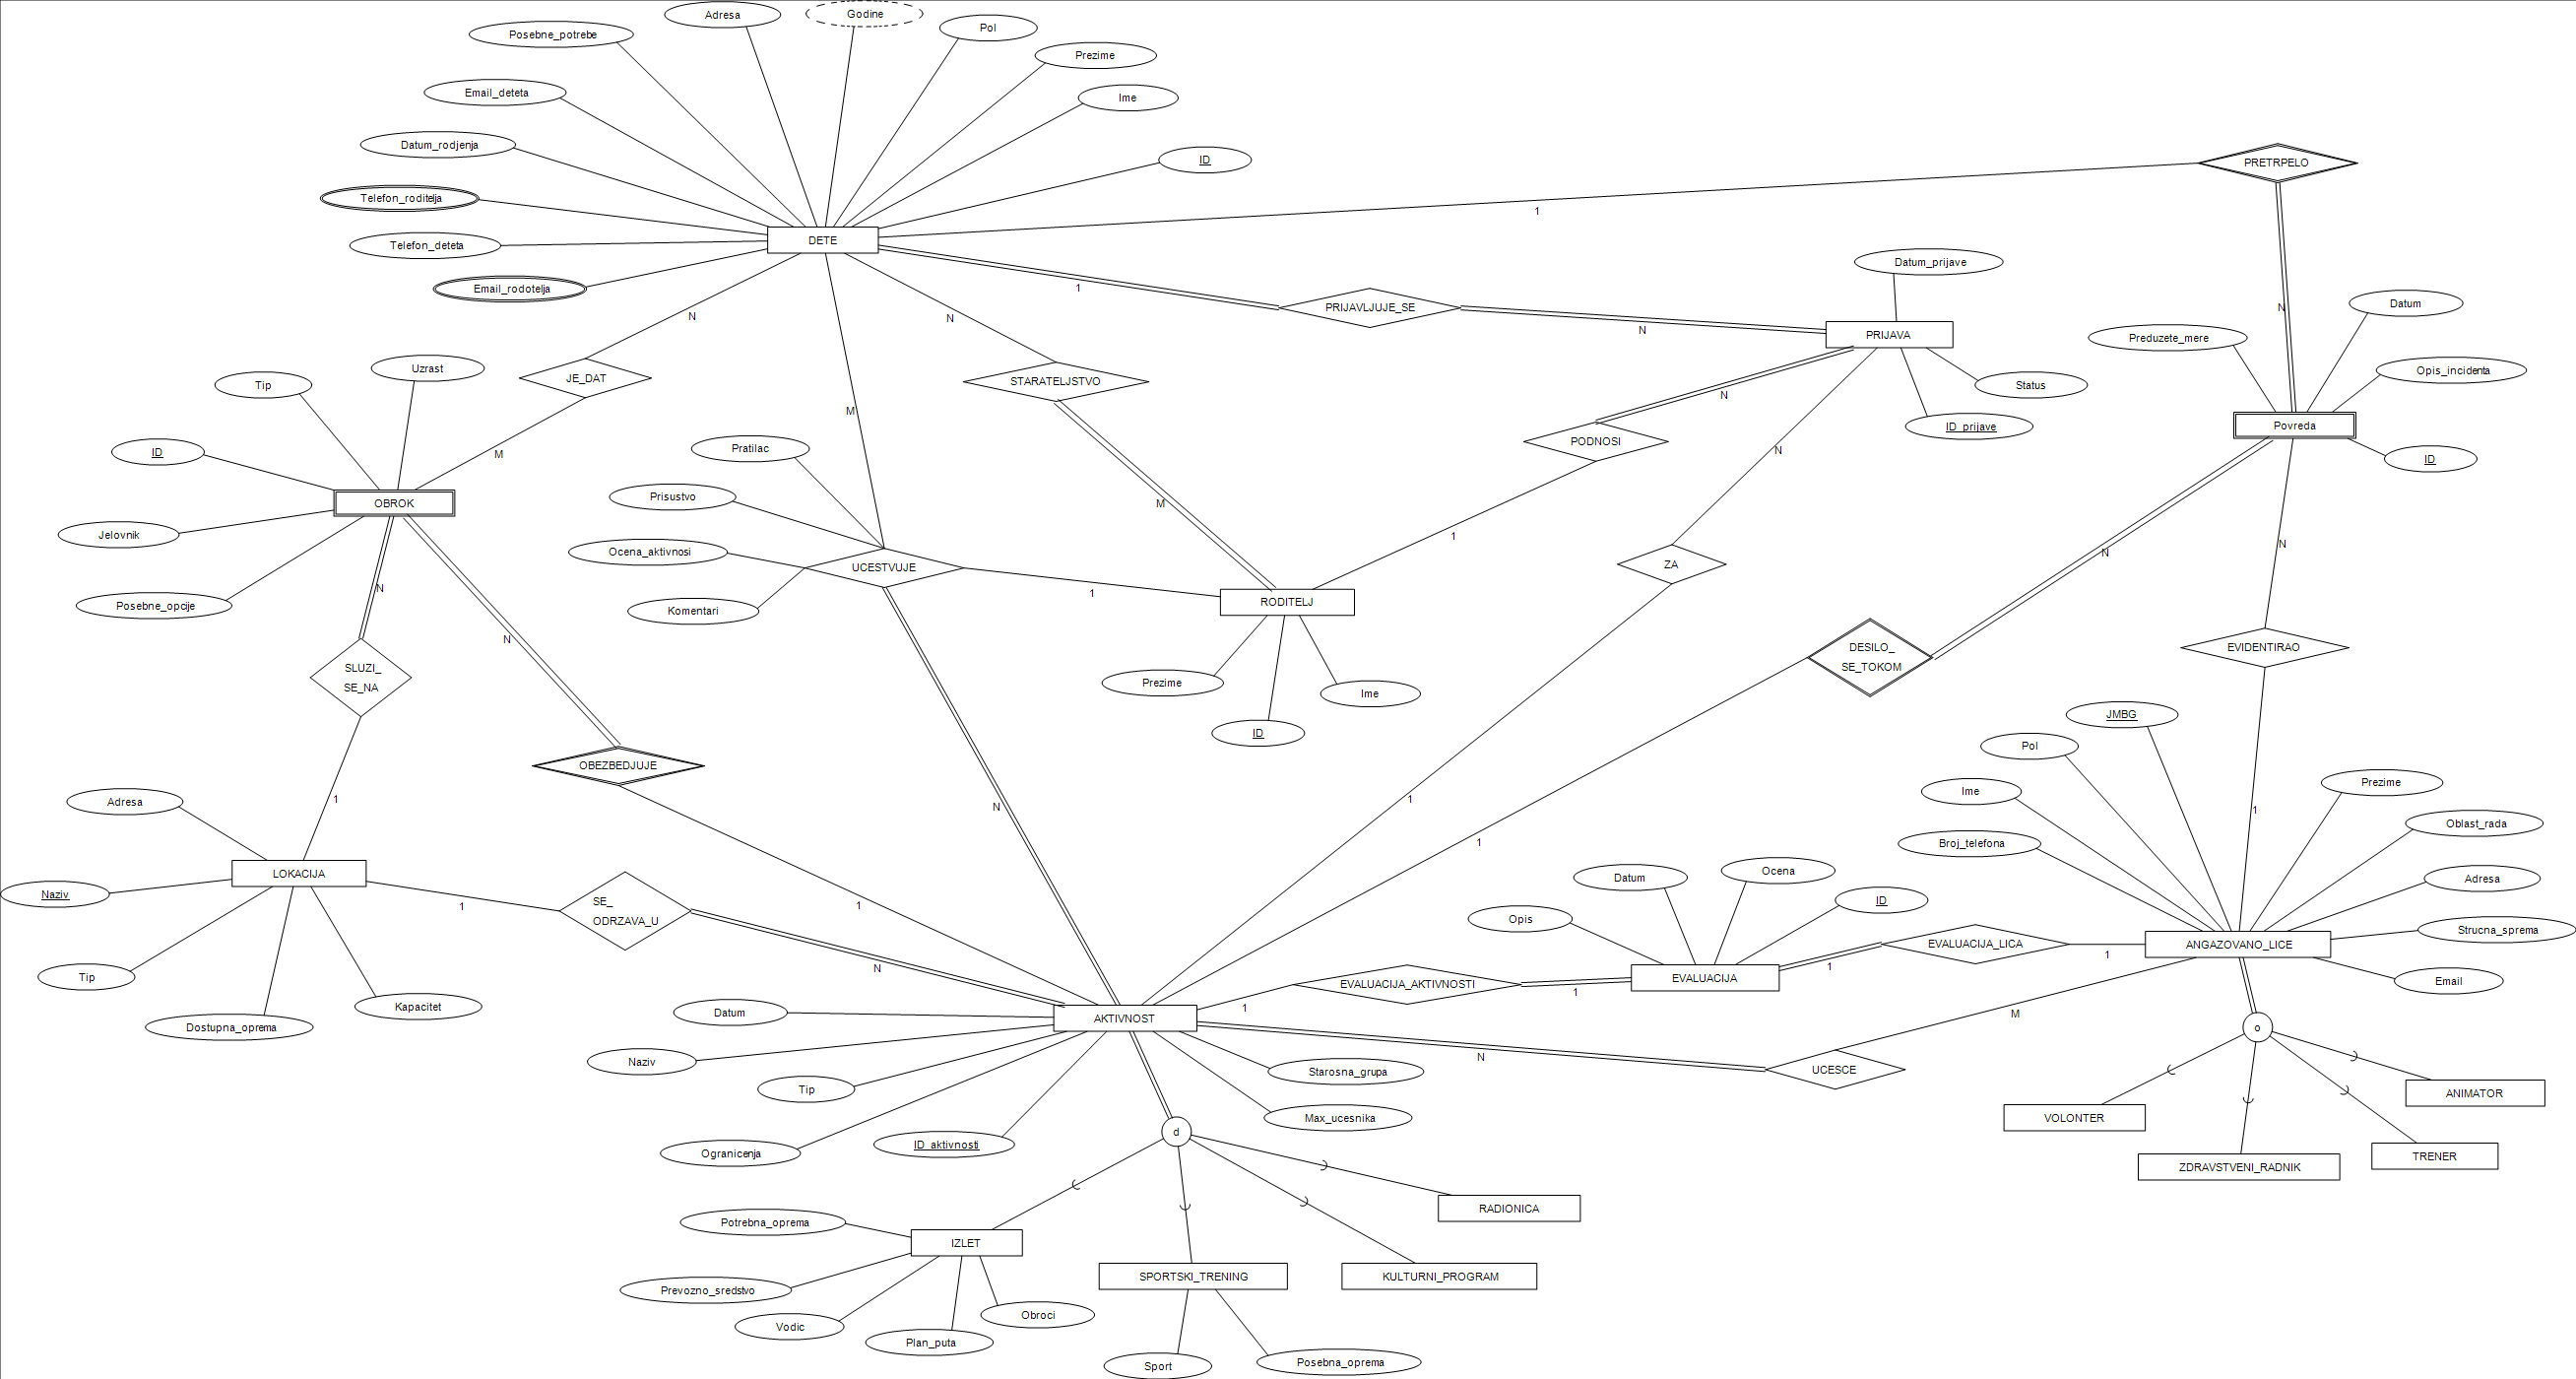 Adresa
Godine
Pol
Posebne_potrebe
Prezime
Email_deteta
Ime
Datum_rodjenja
ID
PRETRPELO
Telefon_roditelja
1
Telefon_deteta
DETE
Datum_prijave
Email_rodotelja
1
PRIJAVLJUJE_SE
N
N
N
N
PRIJAVA
Datum
Preduzete_mere
Uzrast
Tip
JE_DAT
STARATELJSTVO
N
Status
Opis_incidenta
M
ID_prijave
Povreda
ID
Pratilac
M
PODNOSI
N
ID
OBROK
Prisustvo
M
Jelovnik
Ocena_aktivnosi
UCESTVUJE
1
ZA
N
N
Posebne_opcije
N
Komentari
1
RODITELJ
N
SLUZI_
SE_NA
Prezime
Ime
DESILO_
SE_TOKOM
EVIDENTIRAO
ID
JMBG
Pol
OBEZBEDJUJE
Adresa
1
N
1
Ime
Prezime
1
Oblast_rada
1
Broj_telefona
LOKACIJA
Naziv
1
SE_
ODRZAVA_U
1
Datum
Ocena
ID
Adresa
Opis
Strucna_sprema
N
EVALUACIJA_LICA
ANGAZOVANO_LICE
1
1
Tip
Kapacitet
Dostupna_oprema
EVALUACIJA_AKTIVNOSTI
1
EVALUACIJA
Email
Datum
AKTIVNOST
1
M
o
Naziv
N
UCESCE
Starosna_grupa
Tip
Max_ucesnika
ANIMATOR
VOLONTER
Ogranicenja
ID_aktivnosti
d
TRENER
ZDRAVSTVENI_RADNIK
RADIONICA
Potrebna_oprema
IZLET
SPORTSKI_TRENING
KULTURNI_PROGRAM
Prevozno_sredstvo
Vodic
Obroci
Plan_puta
Sport
Posebna_oprema